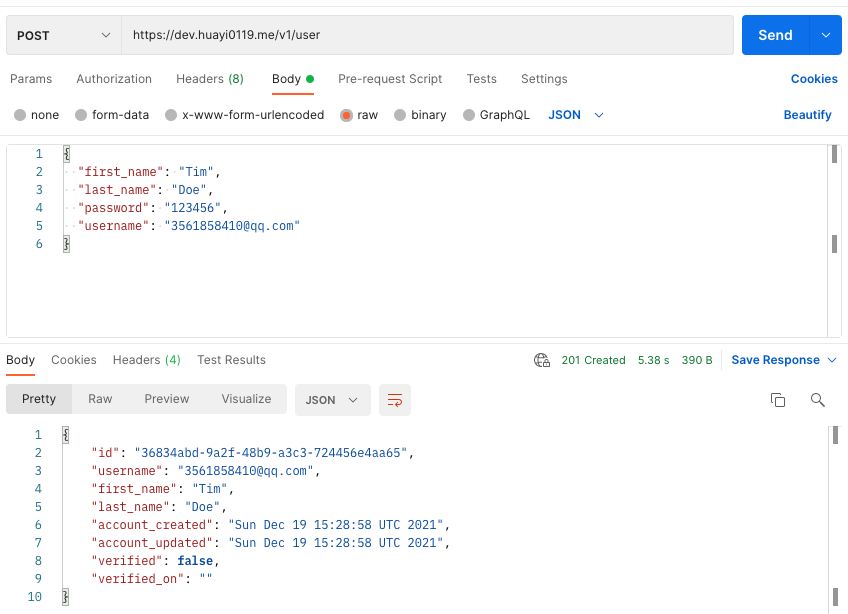 POST https://dev.huayi0119.me/v1/user Send
Params Authorization Headers (8) Body Pre-request Script Tests Settings Cookies
none form-data x-www-form-urlencoded raw binary GraphQL JSON Beautify
1 {
2 "first_name": "Tim",
3 "last_name": "Doe",
4 "password": "123456",
5 "username": "3561858410@qq.com"
6 }
Body Cookies Headers (4) Test Results 201 Created 5.38 s 390 B Save Response
Pretty Raw Preview Visualize JSON
1 {
2 "id": "36834abd-9a2f-48b9-a3c3-724456e4aa65",
3 "username": "3561858410@qq.com",
4 "first_name": "Tim",
5 "last_name": "Doe",
6 "account_created": "Sun Dec 19 15:28:58 UTC 2021",
7 "account_updated": "Sun Dec 19 15:28:58 UTC 2021",
8 "verified": false,
9 "verified_on": ""
10 }